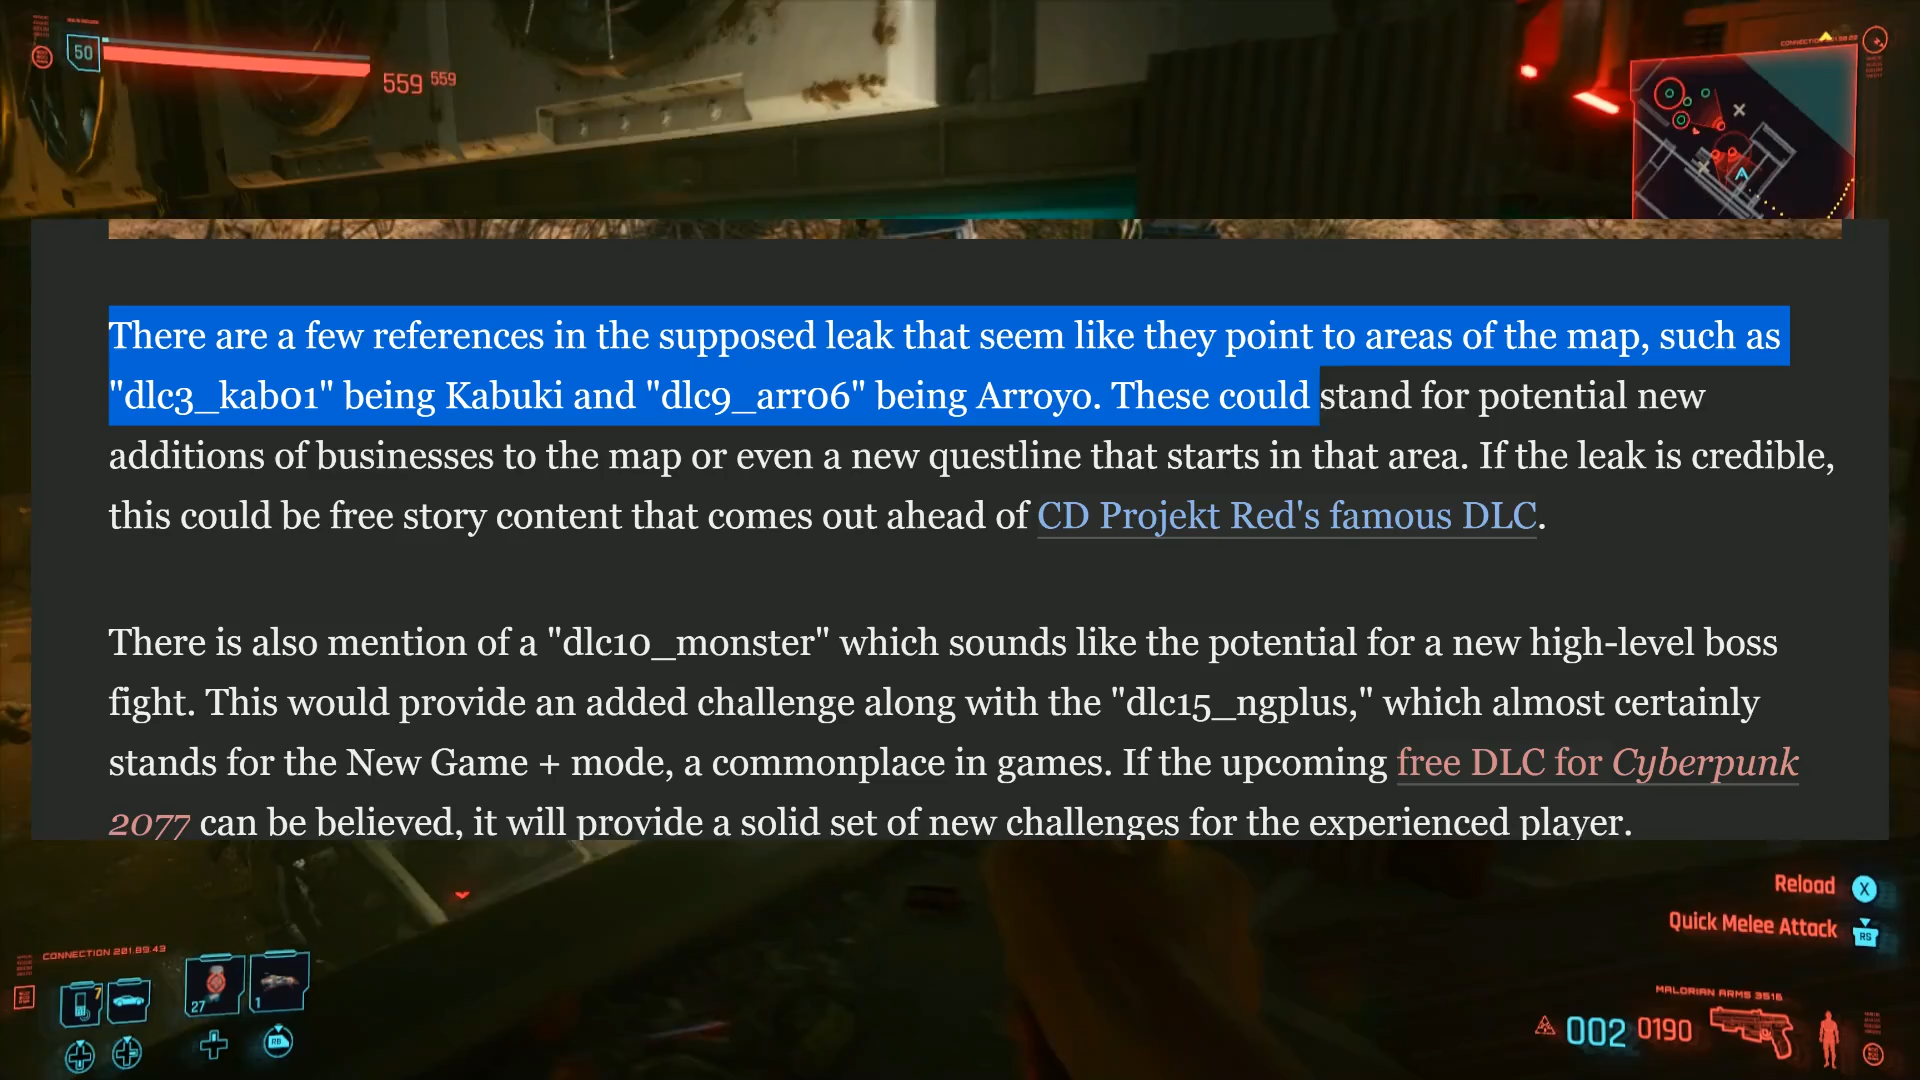 50
559 559
There are a few references in the supposed leak that seem like they point to areas of the map, such as
"dlc3_kab01" being Kabuki and "dlc9_arr06" being Arroyo. These could stand for potential new
additions of businesses to the map or even a new questline that starts in that area. If the leak is credible,
this could be free story content that comes out ahead of CD Projekt Red's famous DLC.
There is also mention of a "dlc10_monster" which sounds like the potential for a new high-level boss
fight. This would provide an added challenge along with the "dlc15_ngplus," which almost certainly
stands for the New Game + mode, a commonplace in games. If the upcoming free DLC for Cyberpunk
2077 can be believed, it will provide a solid set of new challenges for the experienced player.
Reload X
Quick Melee Attack RS
CONNECTION 201.89.43
7
27
1
RB
MALORIAN ARMS 3516
002 0190